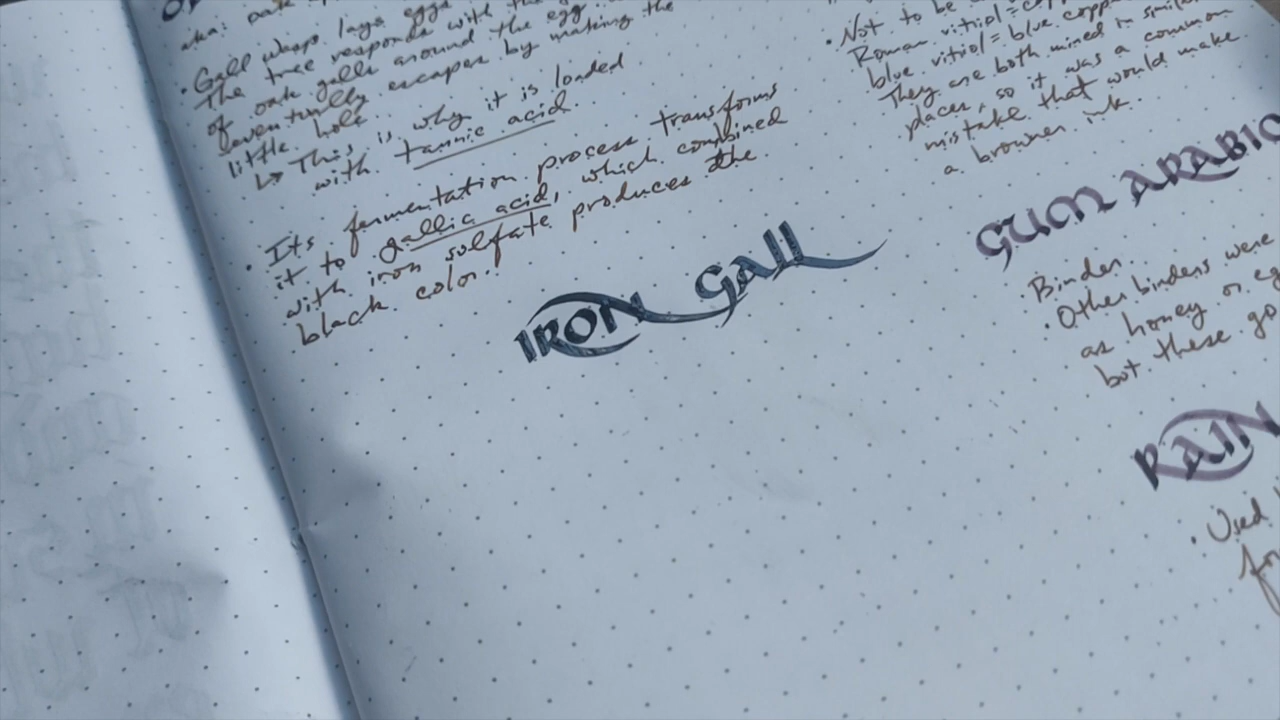 aka: oak
• Gall wasps lays eggs
The tree responds with the
of oak galls around the egg.
eventually escapes by making the
little hole.
↳ This is why it is loaded
with tannic acid.
• Its fermentation process transforms
it to gallic acid, which combined
with iron sulfate produces the
black color.
IRON Gall
• Not to be
Roman vitriol =
blue vitriol = blue
They are both mined in
places, so it was a common
mistake that would make
a browner ink.
GUM ARABIC
• Binder.
• Other binders were
as honey or
but these
RAIN
• Used